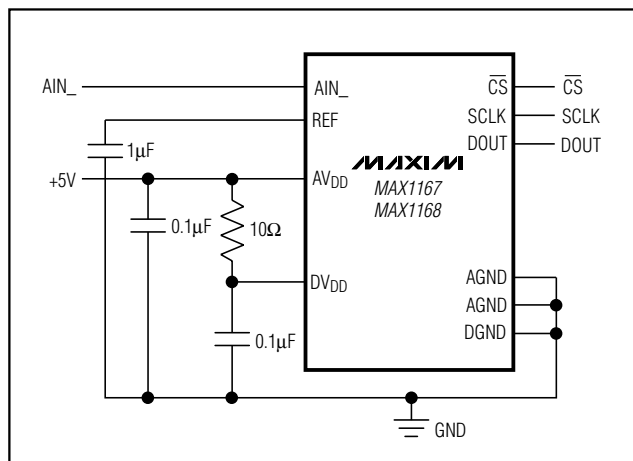 AIN_
AIN_
CS
CS
REF
SCLK
SCLK
DOUT
DOUT
1µF
MAXIM
+5V
AVDD
MAX1167
MAX1168
0.1µF
10Ω
DVDD
AGND
AGND
0.1µF
DGND
GND